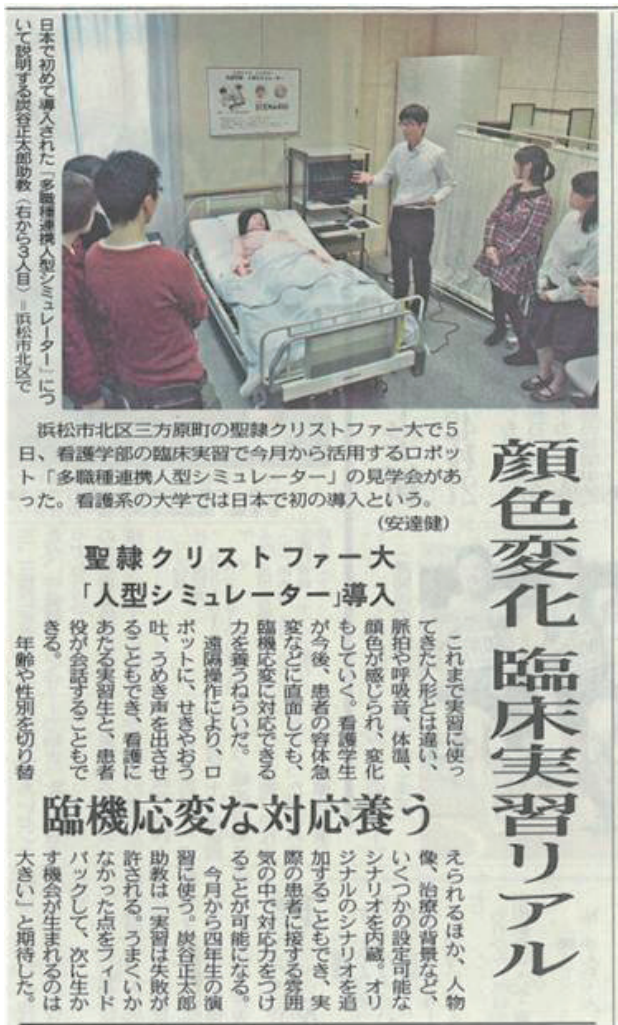 日本で初めて導入された「多職種連携人型シミュレーター」につ
いて説明する炭谷正太郎助教（右から3人目）＝浜松市北区で
浜松市北区三方原町の聖隷クリストファー大で５
日、看護学部の臨床実習で今月から活用するロボッ
ト「多職種連携人型シミュレーター」の見学会があ
った。看護系の大学では日本で初の導入という。
（安達健）
顔色変化 臨床実習リアル
聖隷クリストファー大
「人型シミュレーター」導入
これまで実習に使っ
てきた人形とは違い、
脈拍や呼吸音、体温、
顔色が感じられ、変化
もしていく。看護学生
が今後、患者の容体急
変などに直面しても、
臨機応変に対応できる
力を養うねらいだ。
遠隔操作により、ロ
ボットに、せきやおう
吐、うめき声を出させ
ることもでき、看護に
あたる実習生と、患者
役が会話することもで
きる。
年齢や性別を切り替
臨機応変な対応養う
えられるほか、人物
像、治療の背景など、
いくつかの設定可能な
シナリオを内蔵。オリ
ジナルのシナリオを追
加することもでき、実
際の患者に接する雰囲
気の中で対応力をつけ
ることが可能になる。
今月から四年生の演
習に使う。炭谷正太郎
助教は「実習は失敗が
許される。うまくいか
なかった点をフィード
バックして、次に生か
す機会が生まれるのは
大きい」と期待した。